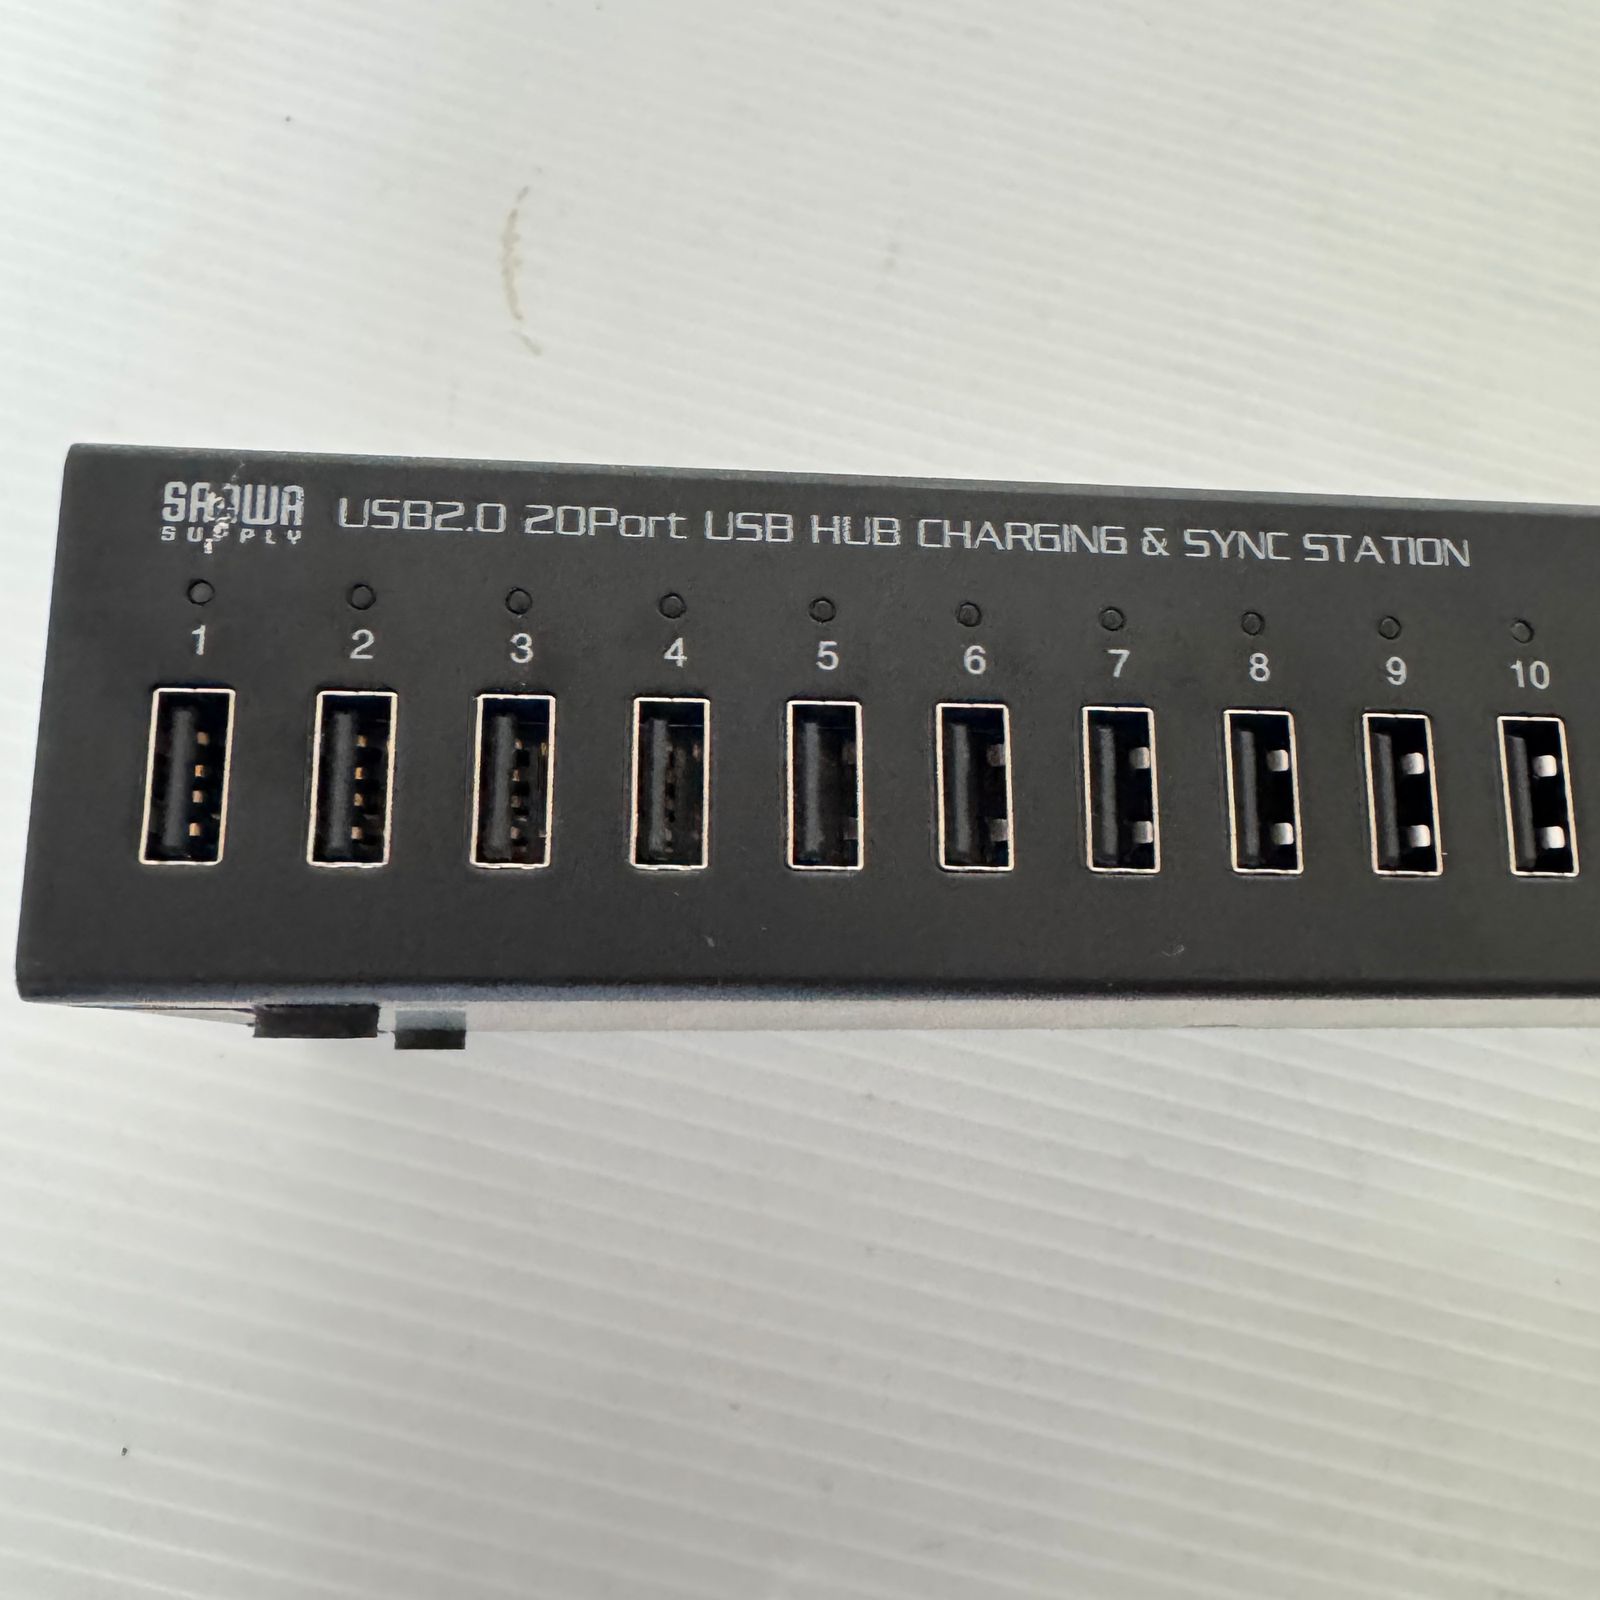 SANWA
SUPPLY
USB2.0 20Port USB HUB CHARGING & SYNC STATION
1 2 3 4 5 6 7 8 9 10